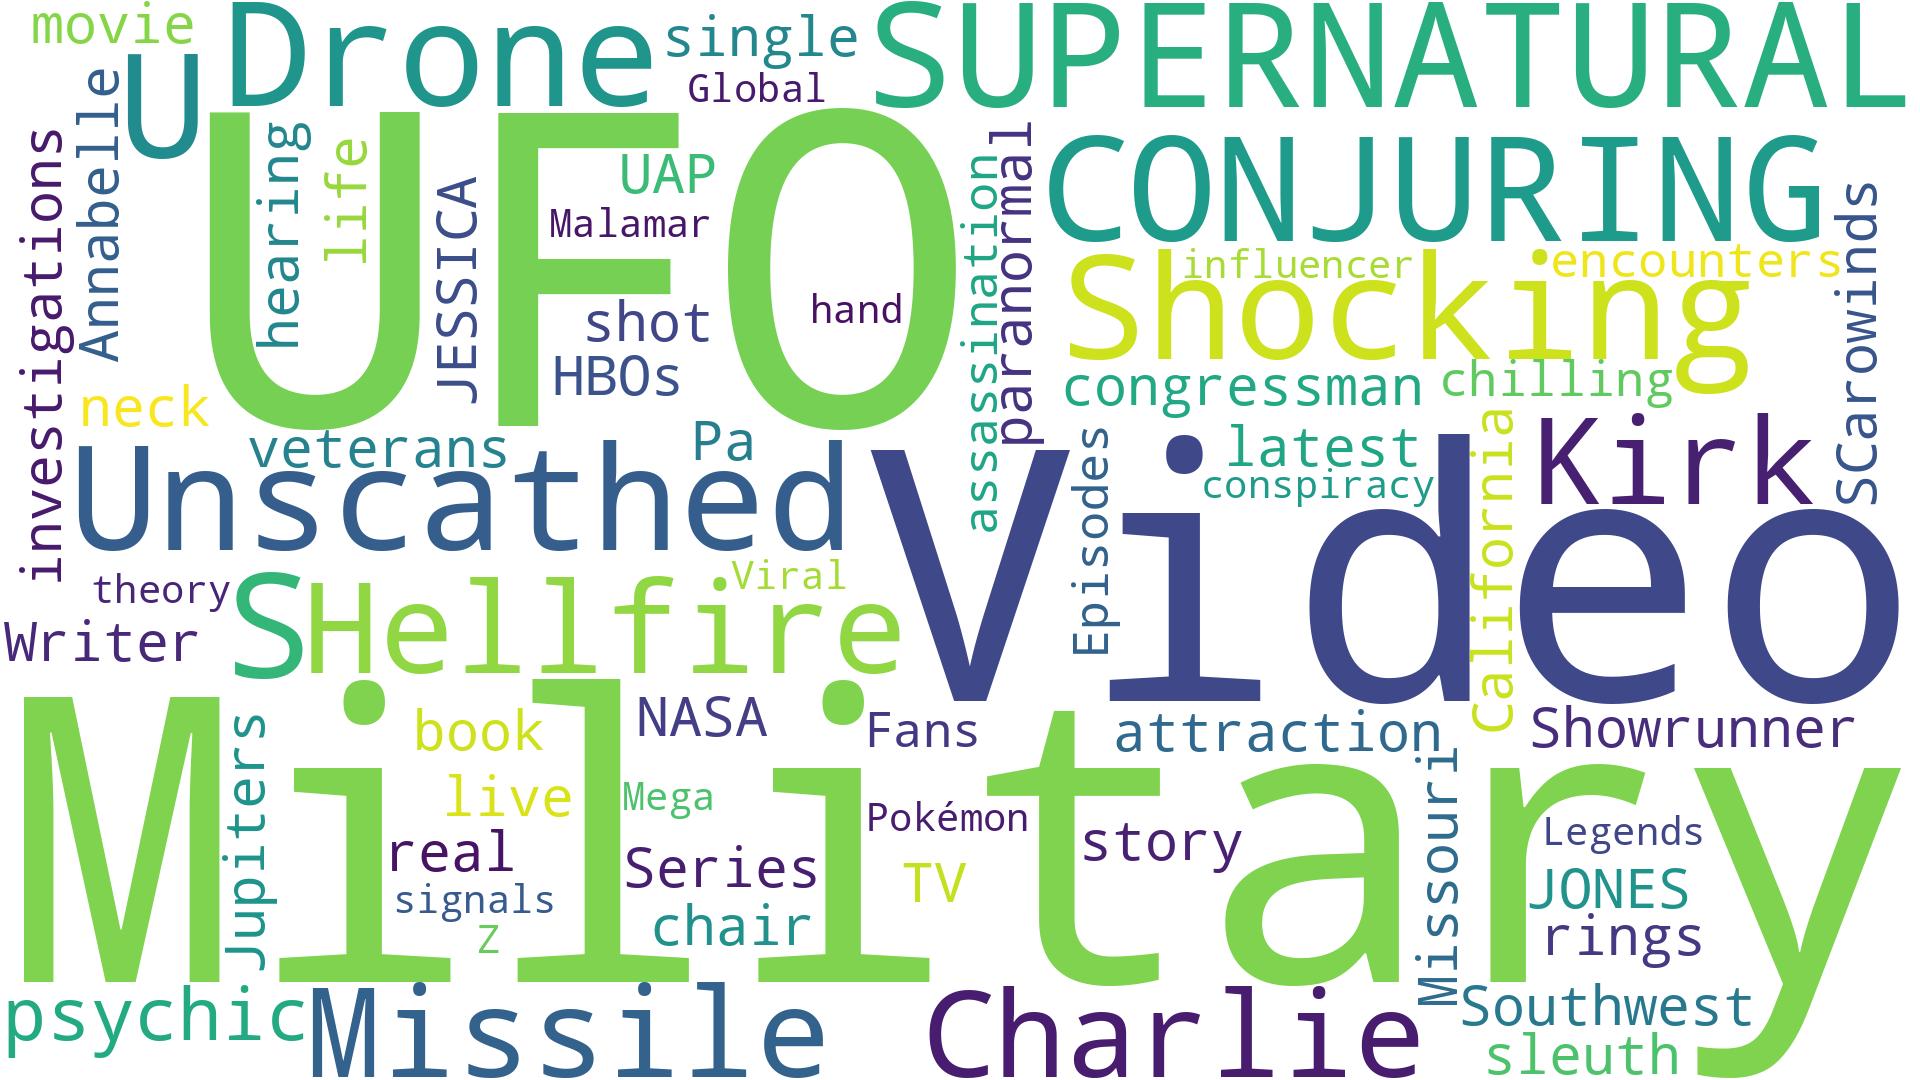 movie
U
Drone
single
Global
SUPERNATURAL
Annabelle
investigations
UFO
hearing
life
JESSICA
UAP
Malamar
shot
HBOs
hand
assassination
paranormal
CONJURING
Shocking
influencer
encounters
SCarowinds
congressman
chilling
neck
veterans
Pa
Unscathed
Video
latest
conspiracy
Kirk
California
Episodes
theory
Writer
S
Hellfire
Viral
Military
Jupiters
book
live
real
signals
Z
NASA
Mega
Series
chair
Fans
Pokémon
TV
attraction
story
Showrunner
Missouri
Legends
JONES
rings
psychic
Missile
Charlie
Southwest
sleuth